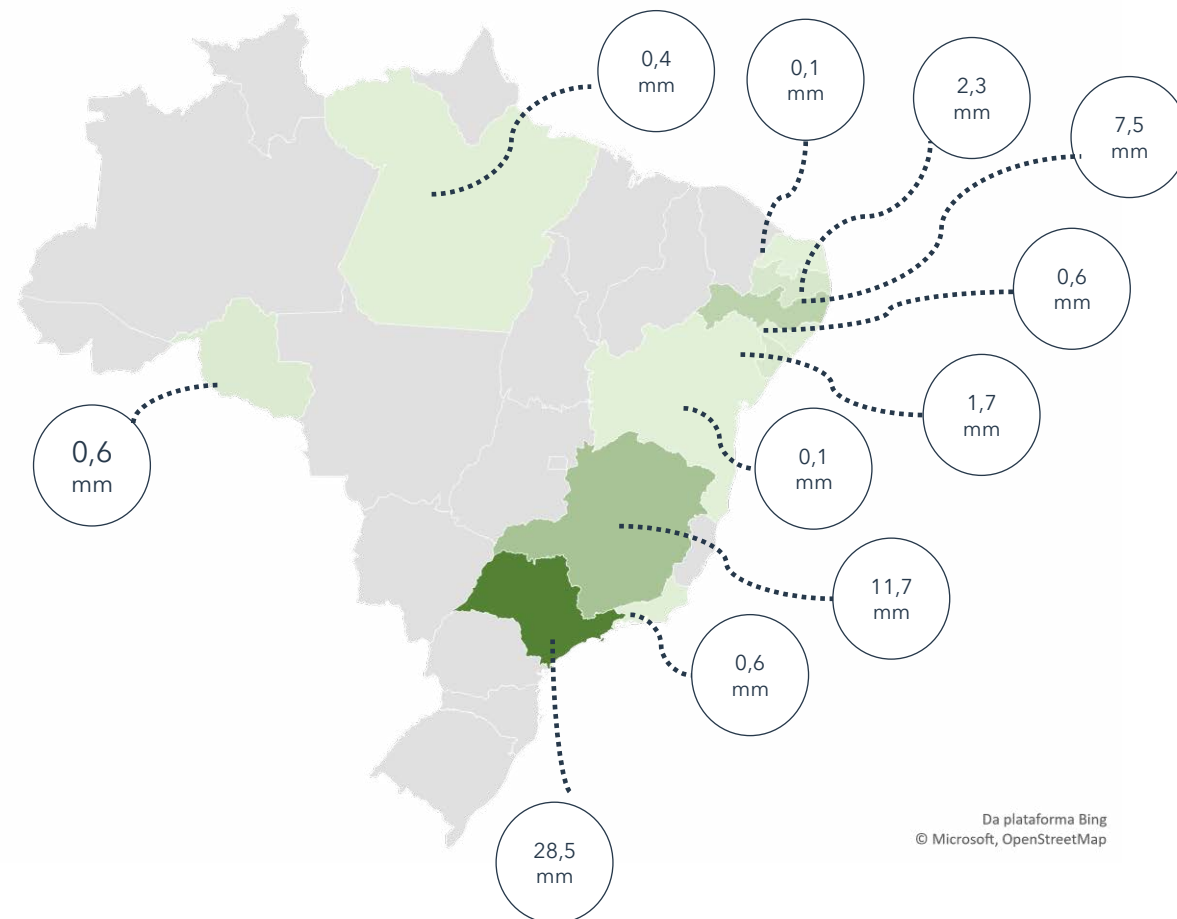 0,4
mm
0,1
mm
2,3
mm
7,5
mm
0,6
mm
1,7
mm
0,1
mm
0,6
mm
11,7
mm
0,6
mm
28,5
mm
Da plataforma Bing
© Microsoft, OpenStreetMap